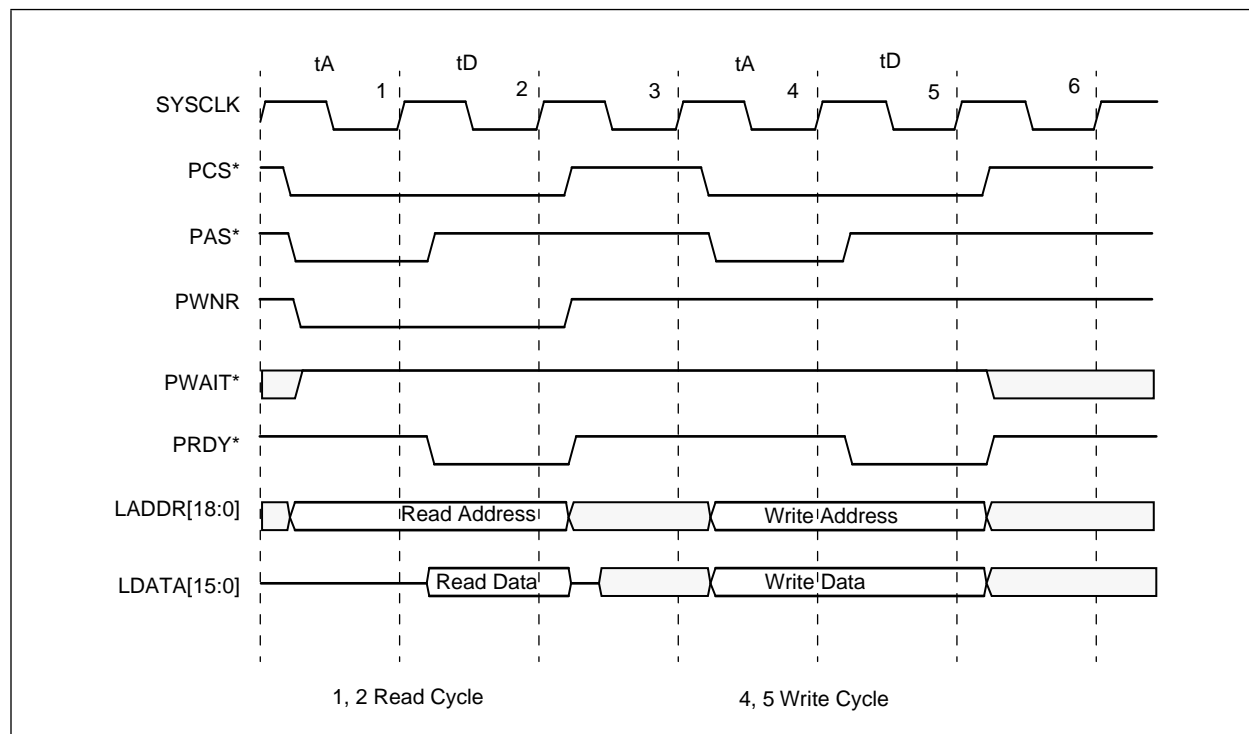 tA tD tA tD
1 2 3 4 5 6
SYSCLK
PCS*
PAS*
PWNR
PWAIT*
PRDY*
LADDR[18:0] Read Address Write Address
LDATA[15:0] Read Data Write Data
1, 2 Read Cycle 4, 5 Write Cycle